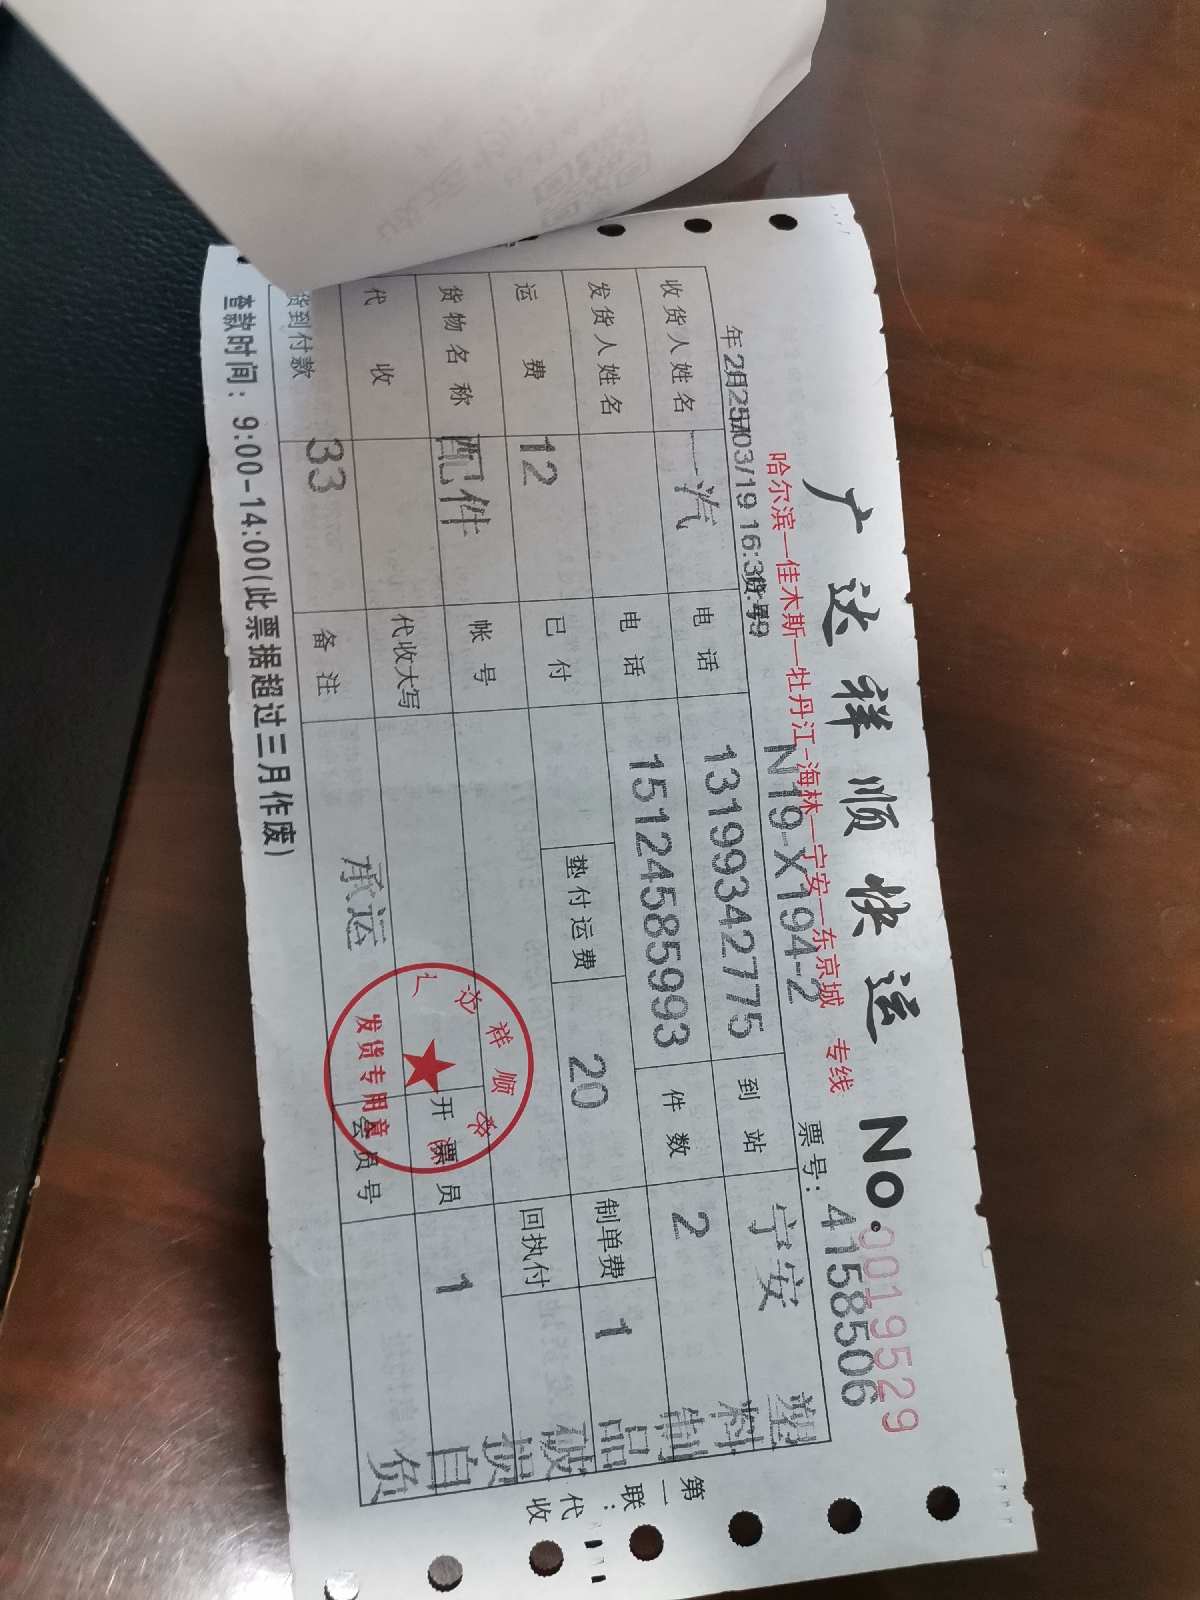 广达祥顺快运 No. 0019529
哈尔滨—佳木斯—牡丹江—海林—宁安—东京城 专线
票号: 4158506
年 2025/03/19 16:3
N19-X194-2
收货人姓名 一汽 电话 13199342775 到站 宁安
发货人姓名 电话 15124585993 件数 2
运费 12 已付 垫付运费 20 制单费 1
货物名称 配件 帐号 回执付
代收 代收大写 开票员 1
货到付款 33 备注 承运 会员号
塑料制品破损自负
第一联:代收
查款时间: 9:00-14:00(此票据超过三月作废)
达祥顺
发货专用章